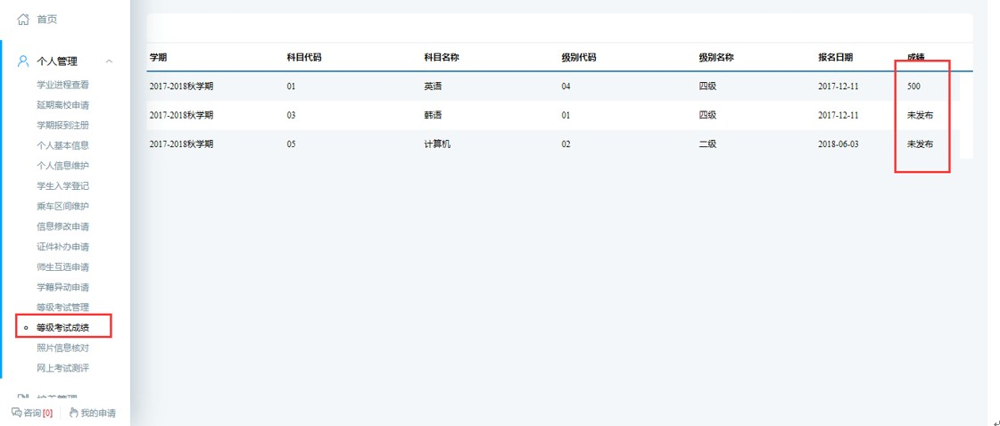 首页
个人管理
学业进程查看
延期离校申请
学期报到注册
个人基本信息
个人信息维护
学生入学登记
乘车区间维护
信息修改申请
证件补办申请
师生互选申请
学籍异动申请
等级考试管理
等级考试成绩
照片信息核对
网上考试测评
咨询[0] 我的申请
学期 科目代码 科目名称 级别代码 级别名称 报名日期 成绩
2017-2018秋学期 01 英语 04 四级 2017-12-11 500
2017-2018秋学期 03 韩语 01 四级 2017-12-11 未发布
2017-2018秋学期 05 计算机 02 二级 2018-06-03 未发布